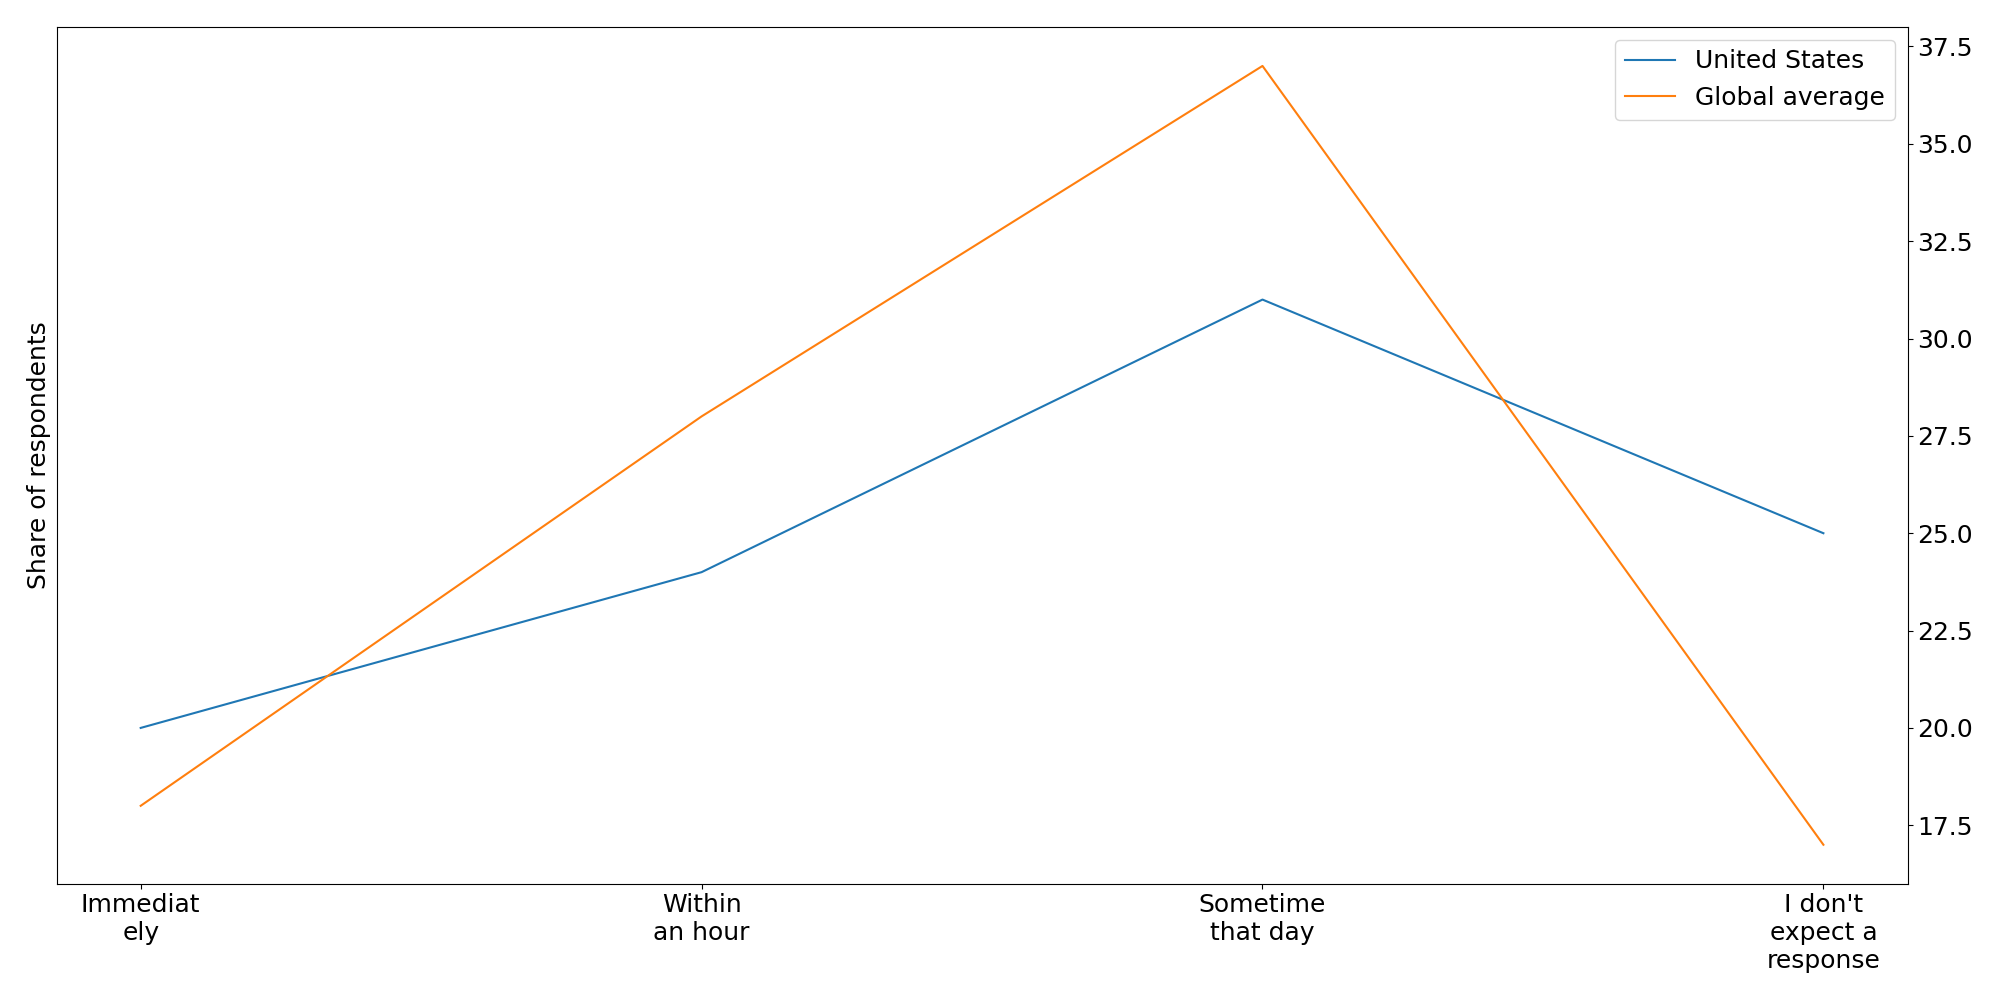 United States
Global average
37.5
35.0
32.5
30.0
27.5
25.0
22.5
20.0
17.5
Share of respondents
Immediat
ely
Within
an hour
Sometime
that day
I don't
expect a
response